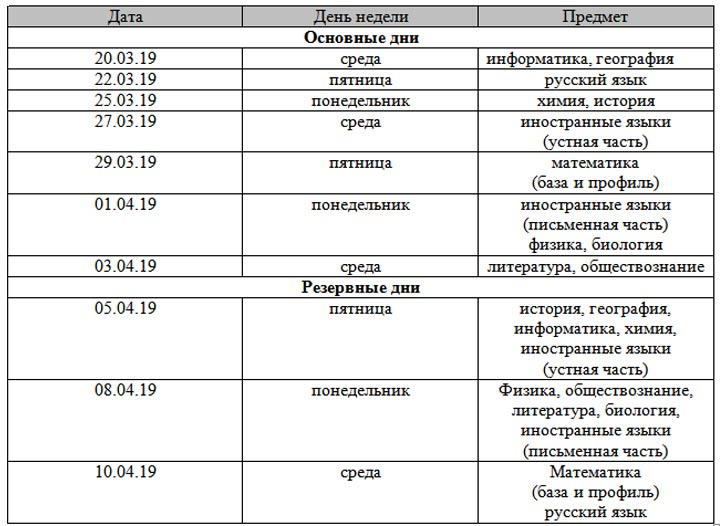 Дата День недели Предмет
Основные дни
20.03.19 среда информатика, география
22.03.19 пятница русский язык
25.03.19 понедельник химия, история
27.03.19 среда иностранные языки
(устная часть)
29.03.19 пятница математика
(база и профиль)
01.04.19 понедельник иностранные языки
(письменная часть)
физика, биология
03.04.19 среда литература, обществознание
Резервные дни
05.04.19 пятница история, география,
информатика, химия,
иностранные языки
(устная часть)
08.04.19 понедельник Физика, обществознание,
литература, биология,
иностранные языки
(письменная часть)
10.04.19 среда Математика
(база и профиль)
русский язык